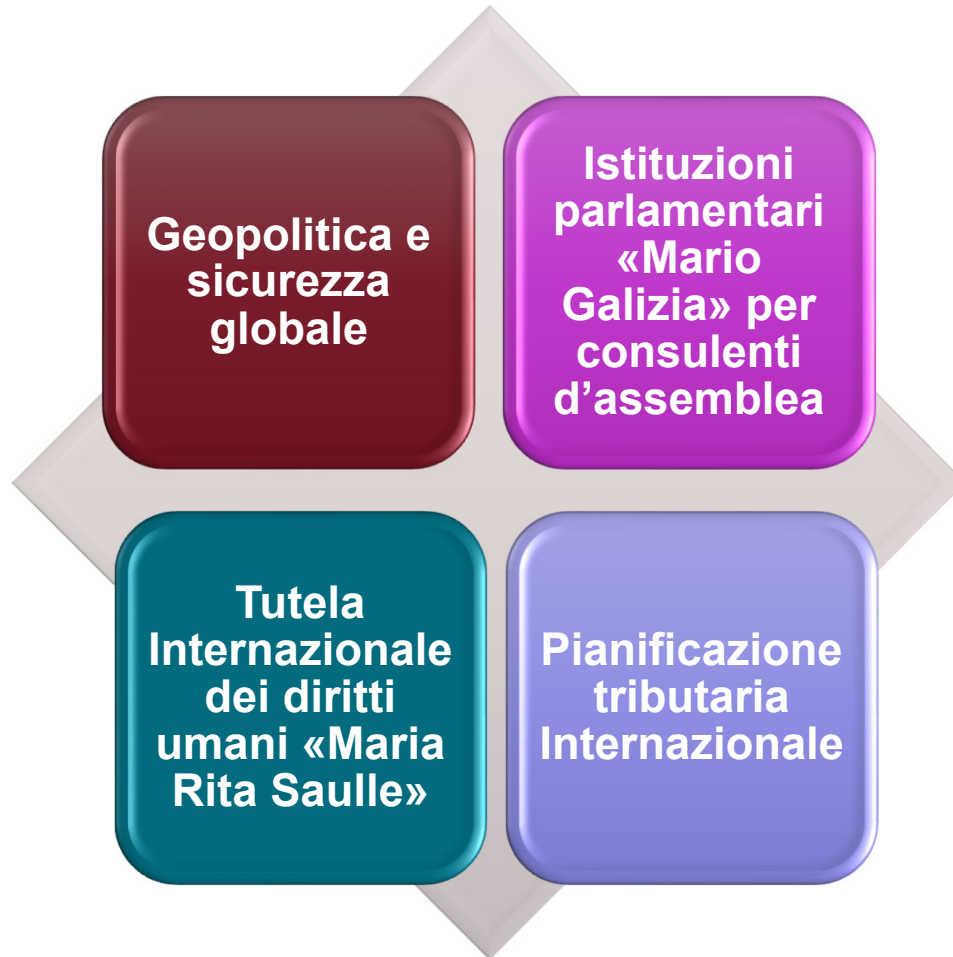 Geopolitica e
sicurezza
globale
Istituzioni
parlamentari
«Mario
Galizia» per
consulenti
d’assemblea
Tutela
Internazionale
dei diritti
umani «Maria
Rita Saulle»
Pianificazione
tributaria
Internazionale